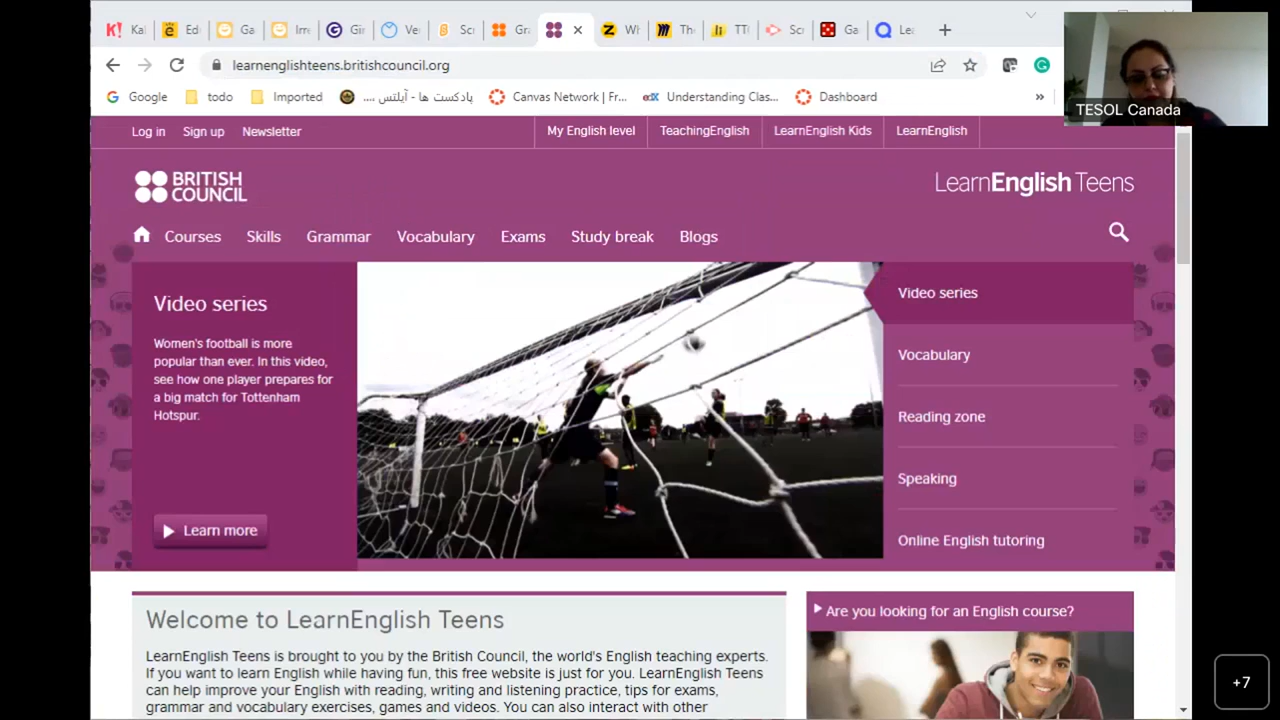 K! Kal
Edi
Ga
Irre
Gi
Ve
Sc
Gra
Wl
Th
TT
Sc
Ga
Lea
learnenglishteens.britishcouncil.org
Google
todo
Imported
پادکست ها - آیلتس ....
Canvas Network | Fr...
edX Understanding Clas...
Dashboard
»
TESOL Canada
Log in
Sign up
Newsletter
My English level
TeachingEnglish
LearnEnglish Kids
LearnEnglish
BRITISH
COUNCIL
LearnEnglish Teens
Courses
Skills
Grammar
Vocabulary
Exams
Study break
Blogs
Video series
Women's football is more
popular than ever. In this video,
see how one player prepares for
a big match for Tottenham
Hotspur.
Learn more
Video series
Vocabulary
Reading zone
Speaking
Online English tutoring
Welcome to LearnEnglish Teens
LearnEnglish Teens is brought to you by the British Council, the world's English teaching experts.
If you want to learn English while having fun, this free website is just for you. LearnEnglish Teens
can help improve your English with reading, writing and listening practice, tips for exams,
grammar and vocabulary exercises, games and videos. You can also interact with other
Are you looking for an English course?
+7